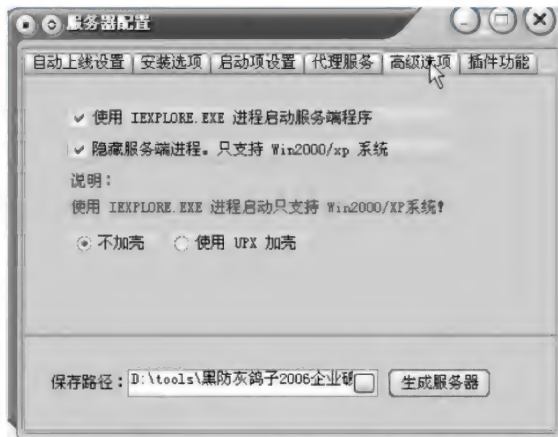 服务器配置
自动上线设置 安装选项 启动项设置 代理服务 高级选项 插件功能
使用 IEXPLORE.EXE 进程启动服务端程序
隐藏服务端进程。只支持 Win2000/xp 系统
说明：
使用 IEXPLORE.EXE 进程启动只支持 Win2000/XP系统！
不加壳 使用 UPX 加壳
保存路径： D:\tools\黑防灰鸽子2006企业 生成服务器